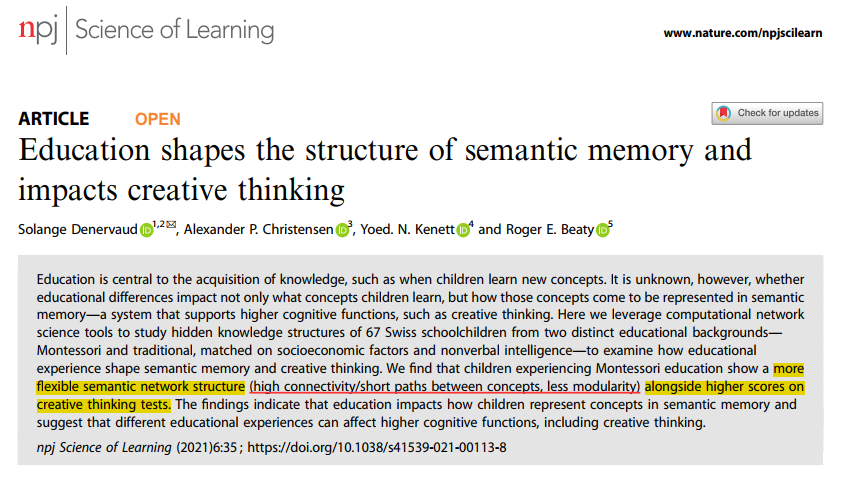 npj Science of Learning
www.nature.com/npjscilearn
ARTICLE OPEN
Check for updates
Education shapes the structure of semantic memory and
impacts creative thinking
Solange Denervaud 1,2✉, Alexander P. Christensen 3, Yoed. N. Kenett 4 and Roger E. Beaty 5
Education is central to the acquisition of knowledge, such as when children learn new concepts. It is unknown, however, whether
educational differences impact not only what concepts children learn, but how those concepts come to be represented in semantic
memory—a system that supports higher cognitive functions, such as creative thinking. Here we leverage computational network
science tools to study hidden knowledge structures of 67 Swiss schoolchildren from two distinct educational backgrounds—
Montessori and traditional, matched on socioeconomic factors and nonverbal intelligence—to examine how educational
experience shape semantic memory and creative thinking. We find that children experiencing Montessori education show a more
flexible semantic network structure (high connectivity/short paths between concepts, less modularity) alongside higher scores on
creative thinking tests. The findings indicate that education impacts how children represent concepts in semantic memory and
suggest that different educational experiences can affect higher cognitive functions, including creative thinking.
npj Science of Learning (2021)6:35 ; https://doi.org/10.1038/s41539-021-00113-8